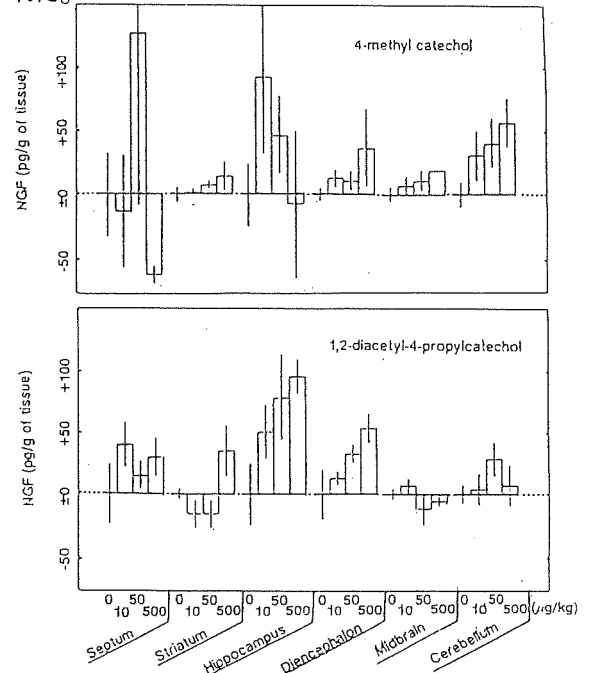 4-methyl catechol
NGF (pg/g of tissue)
+100
+50
±0
-50
1,2-diacetyl-4-propylcatechol
NGF (pg/g of tissue)
+100
+50
±0
-50
0 10 50 500 0 10 50 500 0 10 50 500 0 10 50 500 0 10 50 500 0 10 50 500 (μg/kg)
Septum Striatum Hippocampus Diencephalon Midbrain Cerebellum